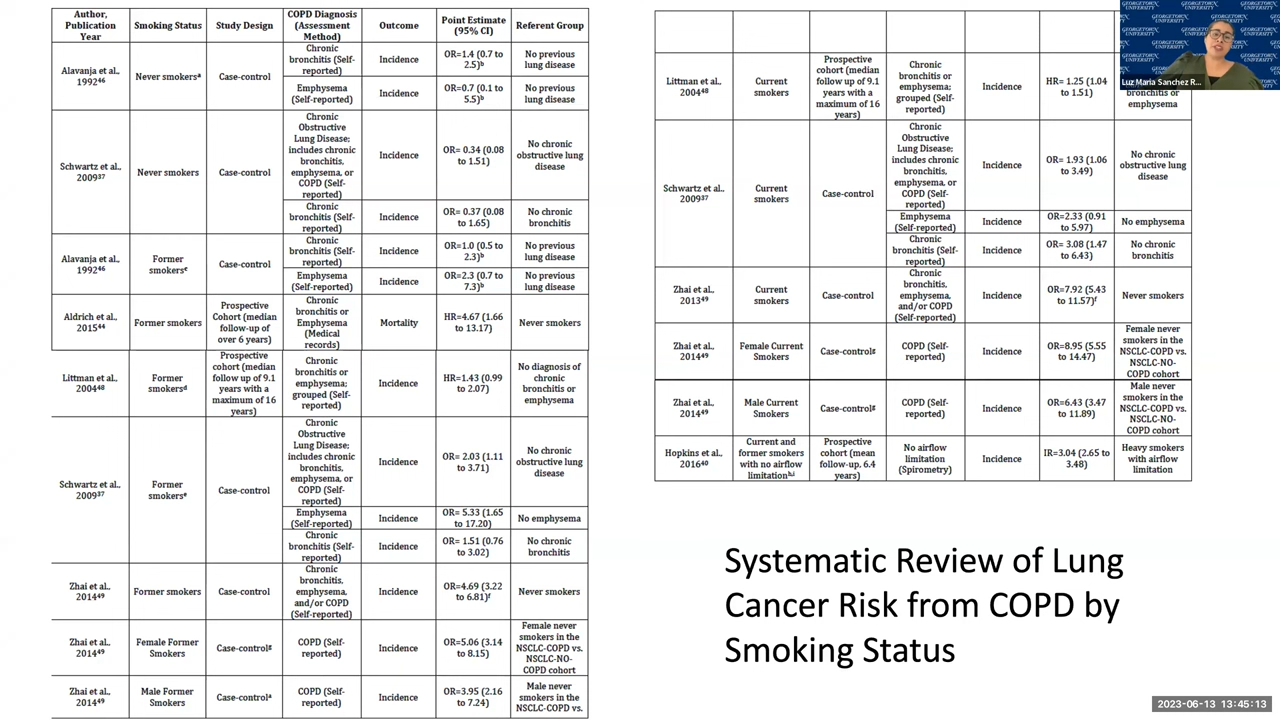 Author,
Publication
Year
Smoking Status
Study Design
COPD Diagnosis
(Assessment
Method)
Outcome
Point Estimate
(95% CI)
Referent Group
Alavanja et al.,
1992⁴⁶
Never smokersᵃ
Case-control
Chronic
bronchitis (Self-
reported)
Incidence
OR=1.4 (0.7 to
2.5)ᵇ
No previous
lung disease
Emphysema
(Self-reported)
Incidence
OR=0.7 (0.1 to
5.5)ᵇ
No previous
lung disease
Schwartz et al.,
2009³⁷
Never smokers
Case-control
Chronic
Obstructive
Lung Disease;
includes chronic
bronchitis,
emphysema, or
COPD (Self-
reported)
Incidence
OR= 0.34 (0.08
to 1.51)
No chronic
obstructive lung
disease
Chronic
bronchitis (Self-
reported)
Incidence
OR= 0.37 (0.08
to 1.65)
No chronic
bronchitis
Alavanja et al.,
1992⁴⁶
Former
smokersᶜ
Case-control
Chronic
bronchitis (Self-
reported)
Incidence
OR=1.0 (0.5 to
2.3)ᵇ
No previous
lung disease
Emphysema
(Self-reported)
Incidence
OR=2.3 (0.7 to
7.3)ᵇ
No previous
lung disease
Aldrich et al.,
2015⁴⁴
Former smokers
Prospective
Cohort (median
follow-up of
over 6 years)
Chronic
bronchitis or
Emphysema
(Medical
records)
Mortality
HR=4.67 (1.66
to 13.17)
Never smokers
Littman et al.,
2004⁴⁸
Former
smokersᵈ
Prospective
cohort (median
follow up of 9.1
years with a
maximum of 16
years)
Chronic
bronchitis or
emphysema;
grouped (Self-
reported)
Incidence
HR=1.43 (0.99
to 2.07)
No diagnosis of
chronic
bronchitis or
emphysema
Schwartz et al.,
2009³⁷
Former
smokersᵉ
Case-control
Chronic
Obstructive
Lung Disease;
includes chronic
bronchitis,
emphysema, or
COPD (Self-
reported)
Incidence
OR= 2.03 (1.11
to 3.71)
No chronic
obstructive lung
disease
Emphysema
(Self-reported)
Incidence
OR= 5.33 (1.65
to 17.20)
No emphysema
Chronic
bronchitis (Self-
reported)
Incidence
OR= 1.51 (0.76
to 3.02)
No chronic
bronchitis
Zhai et al.,
2014⁴⁹
Former smokers
Case-control
Chronic
bronchitis,
emphysema,
and/or COPD
(Self-reported)
Incidence
OR=4.69 (3.22
to 6.81)ᶠ
Never smokers
Zhai et al.,
2014⁴⁹
Female Former
Smokers
Case-controlᵍ
COPD (Self-
reported)
Incidence
OR=5.06 (3.14
to 8.15)
Female never
smokers in the
NSCLC-COPD vs.
NSCLC-NO-
COPD cohort
Zhai et al.,
2014⁴⁹
Male Former
Smokers
Case-controlᵃ
COPD (Self-
reported)
Incidence
OR=3.95 (2.16
to 7.24)
Male never
smokers in the
NSCLC-COPD vs.
Littman et al.,
2004⁴⁸
Current
smokers
Prospective
cohort (median
follow up of 9.1
years with a
maximum of 16
years)
Chronic
bronchitis or
emphysema;
grouped (Self-
reported)
Incidence
HR= 1.25 (1.04
to 1.51)
bronchitis or
emphysema
Schwartz et al.,
2009³⁷
Current
smokers
Case-control
Chronic
Obstructive
Lung Disease;
includes chronic
bronchitis,
emphysema, or
COPD (Self-
reported)
Incidence
OR= 1.93 (1.06
to 3.49)
No chronic
obstructive lung
disease
Emphysema
(Self-reported)
Incidence
OR=2.33 (0.91
to 5.97)
No emphysema
Chronic
bronchitis (Self-
reported)
Incidence
OR= 3.08 (1.47
to 6.43)
No chronic
bronchitis
Zhai et al.,
2013⁴⁹
Current
smokers
Case-control
Chronic
bronchitis,
emphysema,
and/or COPD
(Self-reported)
Incidence
OR=7.92 (5.43
to 11.57)ᶠ
Never smokers
Zhai et al.,
2014⁴⁹
Female Current
Smokers
Case-controlᵍ
COPD (Self-
reported)
Incidence
OR=8.95 (5.55
to 14.47)
Female never
smokers in the
NSCLC-COPD vs.
NSCLC-NO-
COPD cohort
Zhai et al.,
2014⁴⁹
Male Current
Smokers
Case-controlᵍ
COPD (Self-
reported)
Incidence
OR=6.43 (3.47
to 11.89)
Male never
smokers in the
NSCLC-COPD vs.
NSCLC-NO-
COPD cohort
Hopkins et al.,
2016⁴⁰
Current and
former smokers
with no airflow
limitationʰ,ⁱ
Prospective
cohort (mean
follow-up, 6.4
years)
No airflow
limitation
(Spirometry)
Incidence
IR=3.04 (2.65 to
3.48)
Heavy smokers
with airflow
limitation
GEORGETOWN
UNIVERSITY
Luz Maria Sanchez R...
Systematic Review of Lung
Cancer Risk from COPD by
Smoking Status
2023-06-13 13:45:13